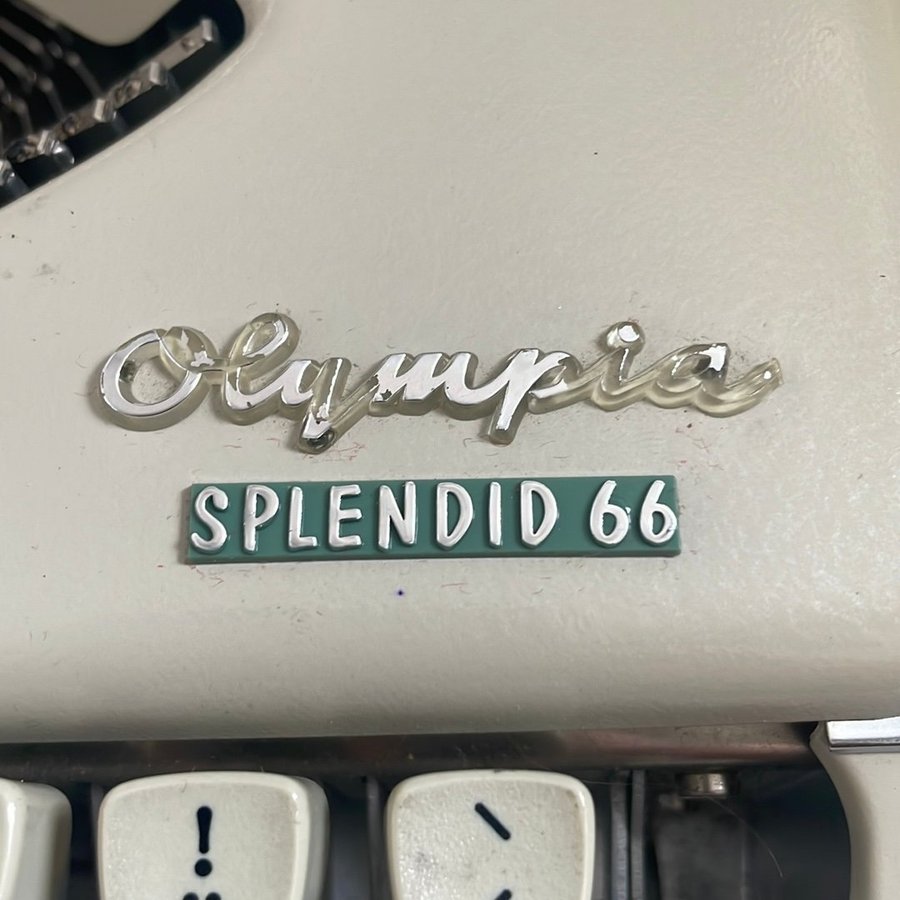 Olympia
SPLENDID 66
!